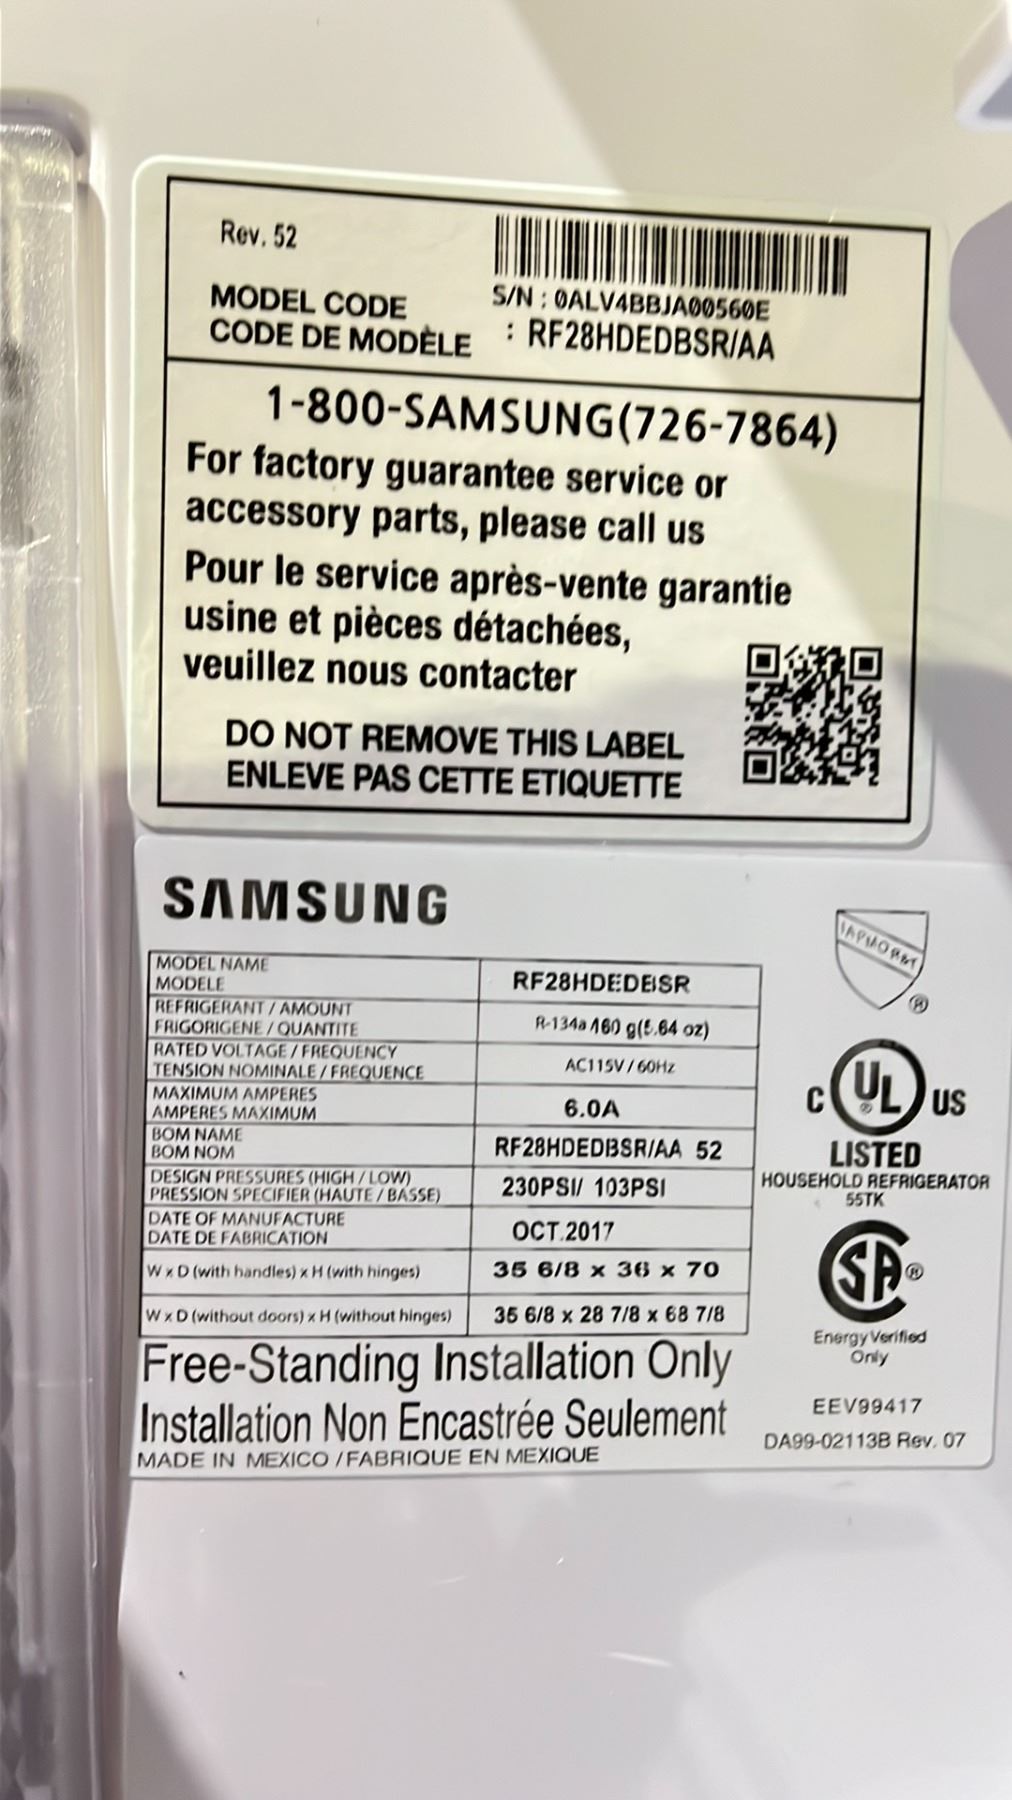 Rev. 52
S/N : 0ALV4BBJA00560E
MODEL CODE
CODE DE MODÈLE : RF28HDEDBSR/AA
1-800-SAMSUNG(726-7864)
For factory guarantee service or
accessory parts, please call us
Pour le service après-vente garantie
usine et pièces détachées,
veuillez nous contacter
DO NOT REMOVE THIS LABEL
ENLEVE PAS CETTE ETIQUETTE
SAMSUNG
MODEL NAME
MODELE
RF28HDEDBSR
REFRIGERANT / AMOUNT
FRIGORIGENE / QUANTITE
R-134a 160 g(5.64 oz)
RATED VOLTAGE / FREQUENCY
TENSION NOMINALE / FREQUENCE
AC115V / 60Hz
MAXIMUM AMPERES
AMPERES MAXIMUM
6.0A
BOM NAME
BOM NOM
RF28HDEDBSR/AA 52
DESIGN PRESSURES (HIGH / LOW)
PRESSION SPECIFIER (HAUTE / BASSE)
230PSI/ 103PSI
DATE OF MANUFACTURE
DATE DE FABRICATION
OCT.2017
W x D (with handles) x H (with hinges)
35 6/8 x 36 x 70
W x D (without doors) x H (without hinges)
35 6/8 x 28 7/8 x 68 7/8
Free-Standing Installation Only
Installation Non Encastrée Seulement
MADE IN MEXICO / FABRIQUE EN MEXIQUE
IAPMO R&T
®
C UL ® US
LISTED
HOUSEHOLD REFRIGERATOR
55TK
SA ®
Energy Verified
Only
EEV99417
DA99-02113B Rev. 07